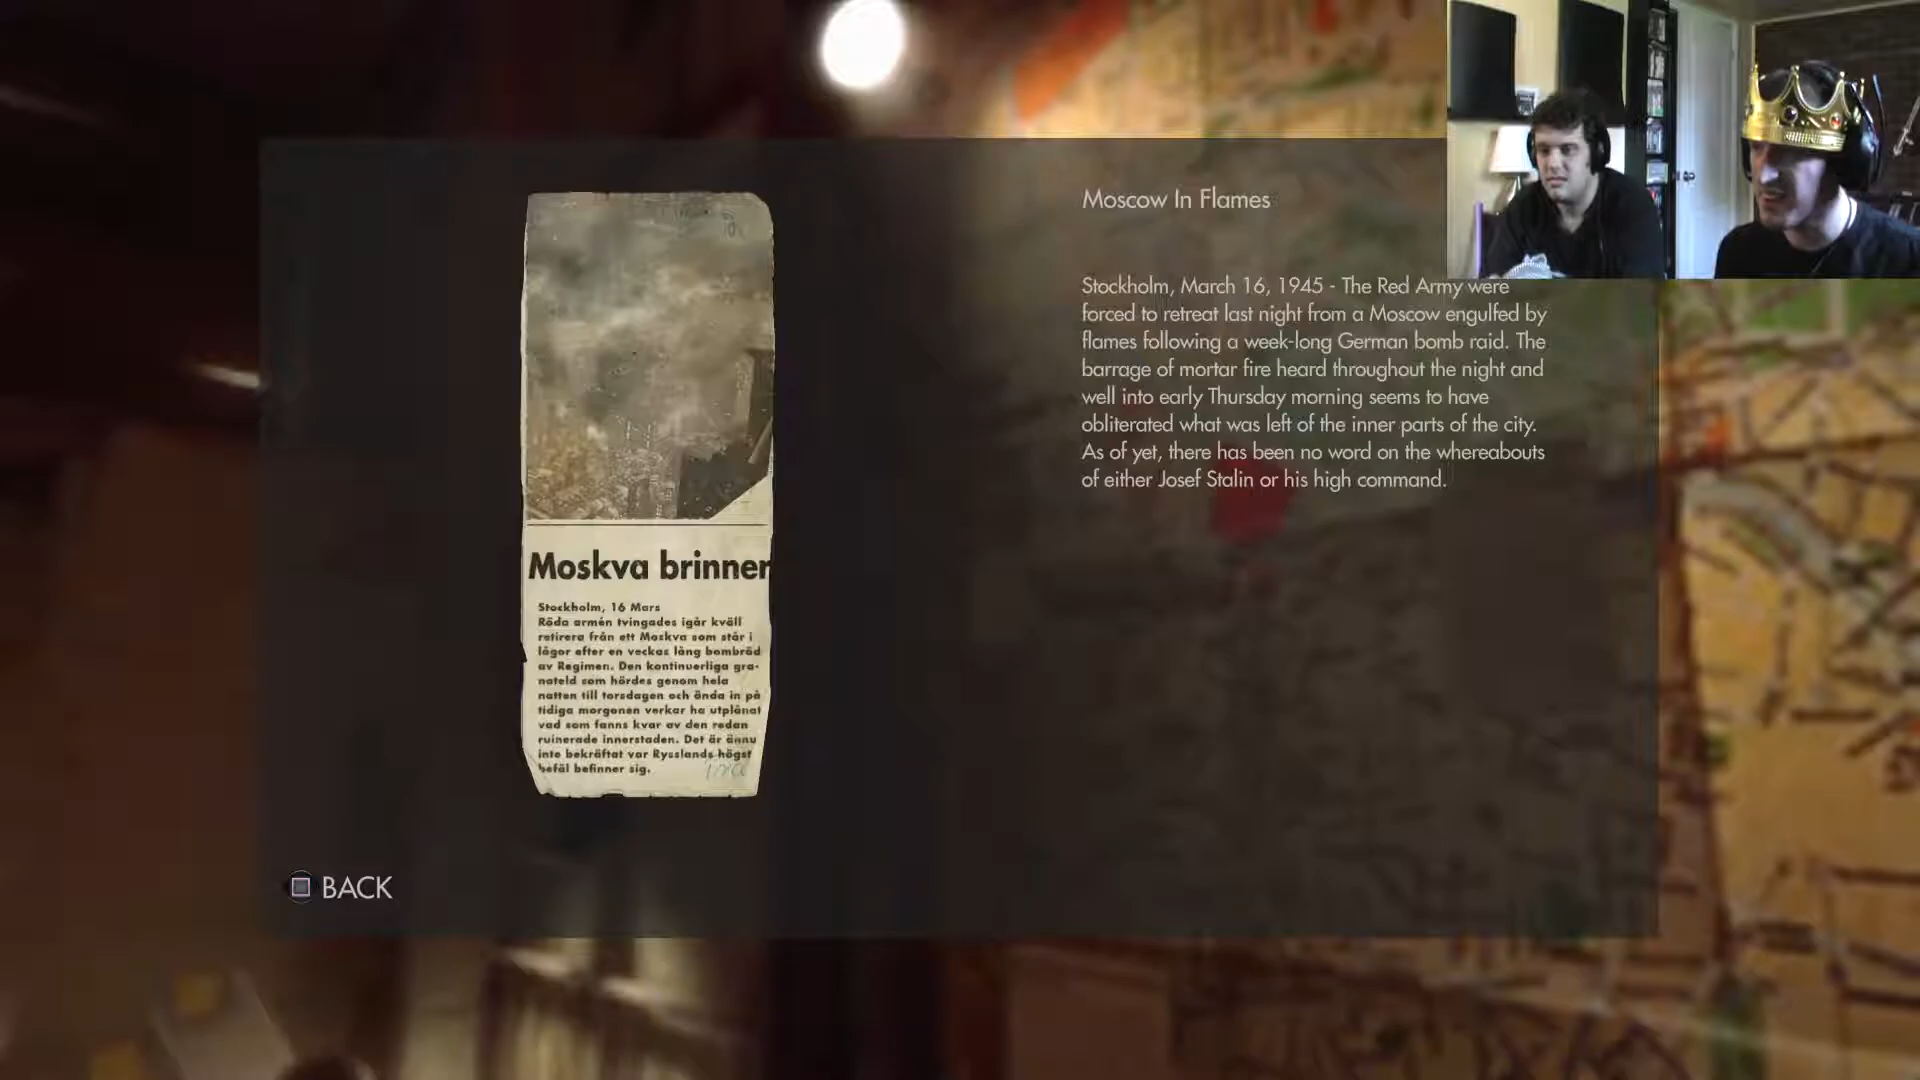 Moscow In Flames
Stockholm, March 16, 1945 - The Red Army were
forced to retreat last night from a Moscow engulfed by
flames following a week-long German bomb raid. The
barrage of mortar fire heard throughout the night and
well into early Thursday morning seems to have
obliterated what was left of the inner parts of the city.
As of yet, there has been no word on the whereabouts
of either Josef Stalin or his high command.
Moskva brinner
Stockholm, 16 Mars
Röda armén tvingades igår kväll
retirera från ett Moskva som står i
lågor efter en veckas lång bombräd
av Regimen. Den kontinuerliga gra-
nateld som hördes genom hela
natten till torsdagen och ända in på
tidiga morgonen verkar ha utplånat
vad som fanns kvar av den redan
ruinerade innerstaden. Det är ännu
inte bekräftat var Rysslands högst
befäl befinner sig.
BACK